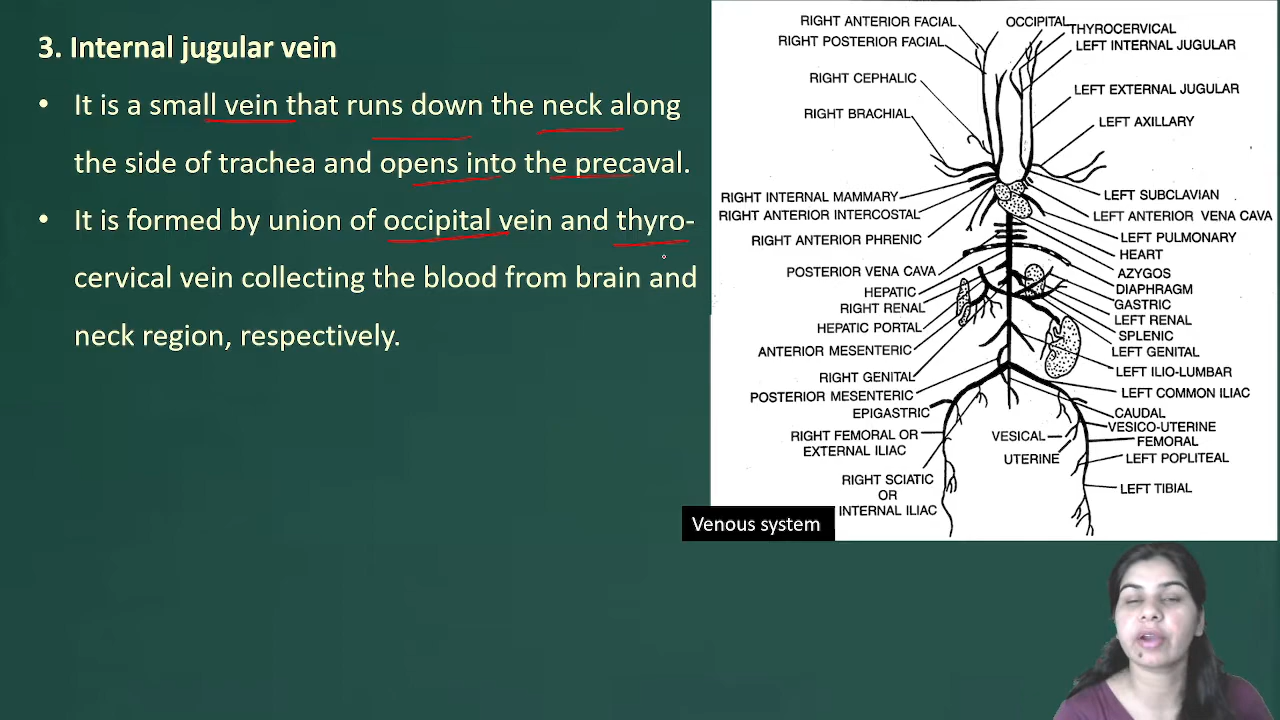 3. Internal jugular vein
• It is a small vein that runs down the neck along
the side of trachea and opens into the precaval.
• It is formed by union of occipital vein and thyro-
cervical vein collecting the blood from brain and
neck region, respectively.
RIGHT ANTERIOR FACIAL
RIGHT POSTERIOR FACIAL
RIGHT CEPHALIC
RIGHT BRACHIAL
RIGHT INTERNAL MAMMARY
RIGHT ANTERIOR INTERCOSTAL
RIGHT ANTERIOR PHRENIC
POSTERIOR VENA CAVA
HEPATIC
RIGHT RENAL
HEPATIC PORTAL
ANTERIOR MESENTERIC
RIGHT GENITAL
POSTERIOR MESENTERIC
EPIGASTRIC
RIGHT FEMORAL OR
EXTERNAL ILIAC
RIGHT SCIATIC
OR
INTERNAL ILIAC
OCCIPITAL
THYROCERVICAL
LEFT INTERNAL JUGULAR
LEFT EXTERNAL JUGULAR
LEFT AXILLARY
LEFT SUBCLAVIAN
LEFT ANTERIOR VENA CAVA
LEFT PULMONARY
HEART
AZYGOS
DIAPHRAGM
GASTRIC
LEFT RENAL
SPLENIC
LEFT GENITAL
LEFT ILIO-LUMBAR
LEFT COMMON ILIAC
CAUDAL
VESICO-UTERINE
VESICAL
FEMORAL
UTERINE
LEFT POPLITEAL
LEFT TIBIAL
Venous system